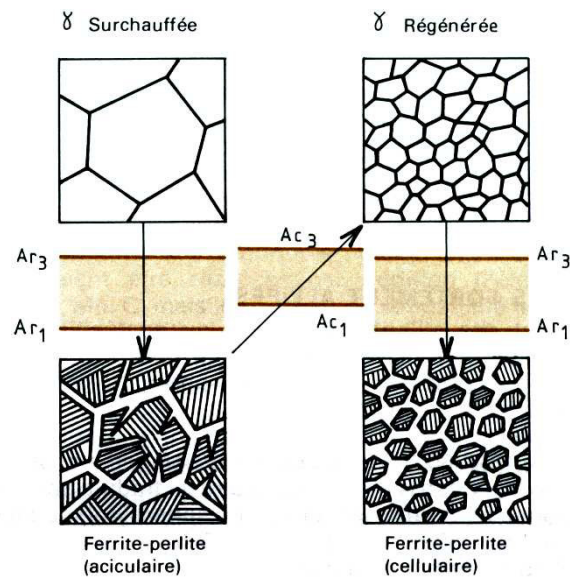 γ Surchauffée
γ Régénérée
Ar3
Ar1
Ac3
Ac1
Ar3
Ar1
Ferrite-perlite
(aciculaire)
Ferrite-perlite
(cellulaire)